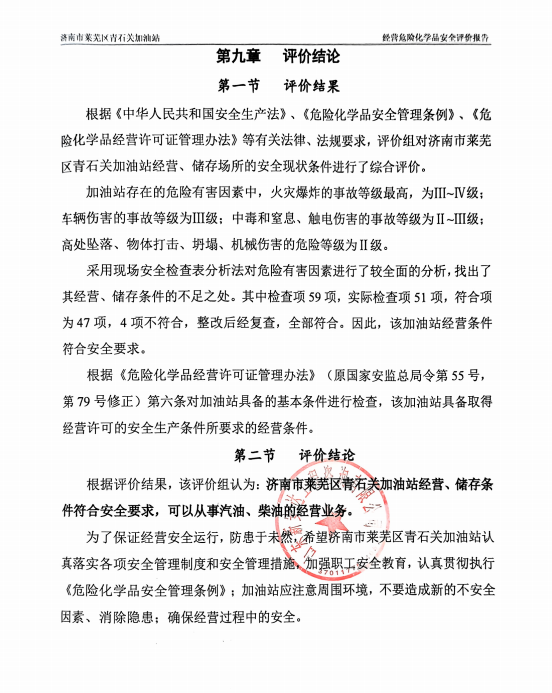 济南市莱芜区青石关加油站 经营危险化学品安全评价报告
第九章 评价结论
第一节 评价结果
根据《中华人民共和国安全生产法》、《危险化学品安全管理条例》、《危
险化学品经营许可证管理办法》等有关法律、法规要求，评价组对济南市莱芜
区青石关加油站经营、储存场所的安全现状条件进行了综合评价。
加油站存在的危险有害因素中，火灾爆炸的事故等级最高，为Ⅲ~Ⅳ级；
车辆伤害的事故等级为Ⅲ级；中毒和窒息、触电伤害的事故等级为Ⅱ~Ⅲ级；
高处坠落、物体打击、坍塌、机械伤害的危险等级为Ⅱ级。
采用现场安全检查表分析法对危险有害因素进行了较全面的分析，找出了
其经营、储存条件的不足之处。其中检查项 59 项，实际检查项 51 项，符合项
为 47 项，4 项不符合，整改后经复查，全部符合。因此，该加油站经营条件
符合安全要求。
根据《危险化学品经营许可证管理办法》（原国家安监总局令第 55 号，
第 79 号修正）第六条对加油站具备的基本条件进行检查，该加油站具备取得
经营许可的安全生产条件所要求的经营条件。
第二节 评价结论
根据评价结果，该评价组认为：济南市莱芜区青石关加油站经营、储存条
件符合安全要求，可以从事汽油、柴油的经营业务。
为了保证经营安全运行，防患于未然，希望济南市莱芜区青石关加油站认
真落实各项安全管理制度和安全管理措施，加强职工安全教育，认真贯彻执行
《危险化学品安全管理条例》；加油站应注意周围环境，不要造成新的不安全
因素、消除隐患；确保经营过程中的安全。